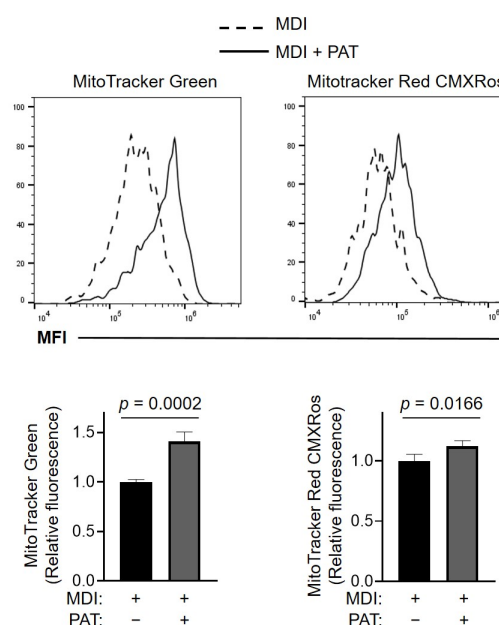 MDI
MDI + PAT
MitoTracker Green
Mitotracker Red CMXRos
100
80
60
40
20
0
10⁴ 10⁵ 10⁶
100
80
60
40
20
0
10⁴ 10⁵ 10⁶
MFI
p = 0.0002
MitoTracker Green
(Relative fluorescence)
1.5
1.0
0.5
0.0
MDI: + +
PAT: – +
p = 0.0166
MitoTracker Red CMXRos
(Relative fluorescence)
1.0
0.5
0.0
MDI: + +
PAT: – +